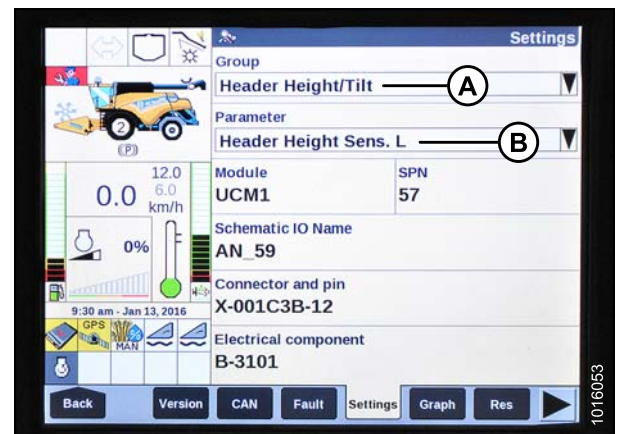 Settings
Group
Header Height/Tilt
A
Parameter
Header Height Sens. L
B
Module
SPN
UCM1
57
Schematic IO Name
AN_59
Connector and pin
X-001C3B-12
Electrical component
B-3101
2
(P)
12.0
0.0
6.0
km/h
0%
9:30 am - Jan 13, 2016
GPS
MAN
%
Back
Version
CAN
Fault
Settings
Graph
Res
1016053